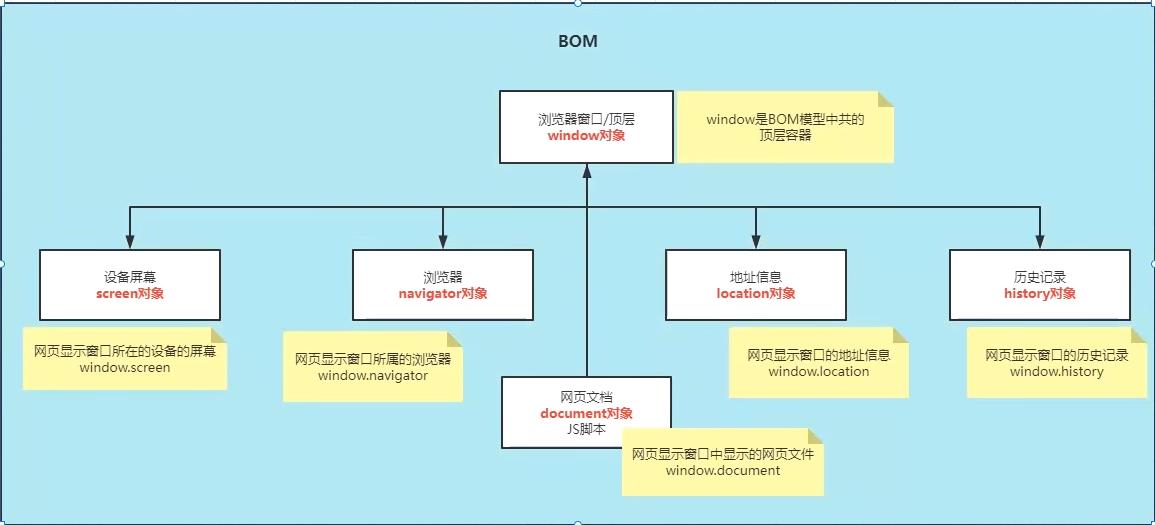 BOM
浏览器窗口/顶层
window对象
window是BOM模型中共的
顶层容器
设备屏幕
screen对象
浏览器
navigator对象
地址信息
location对象
历史记录
history对象
网页显示窗口所在的设备的屏幕
window.screen
网页显示窗口所属的浏览器
window.navigator
网页显示窗口的地址信息
window.location
网页显示窗口的历史记录
window.history
网页文档
document对象
JS脚本
网页显示窗口中显示的网页文件
window.document